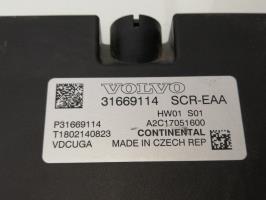 VOLVO
31669114 SCR-EAA
HW01 S01
P31669114 A2C17051600
T1802140823 CONTINENTAL
VDCUGA MADE IN CZECH REP